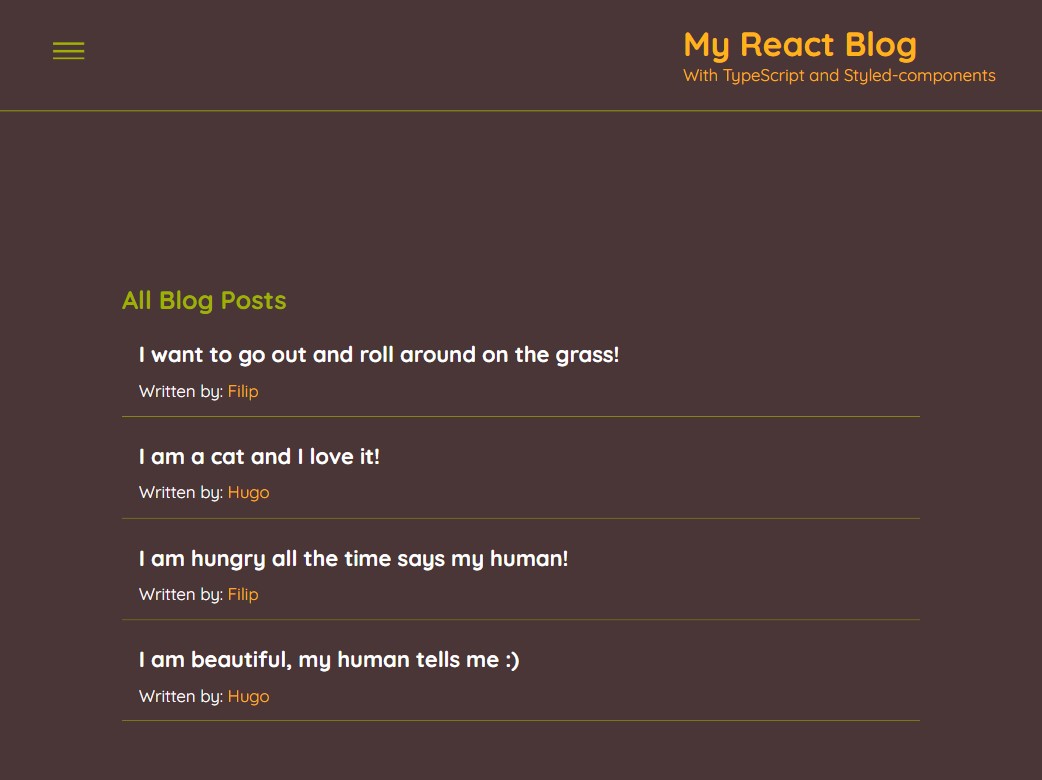 My React Blog
With TypeScript and Styled-components
All Blog Posts
I want to go out and roll around on the grass!
Written by: Filip
I am a cat and I love it!
Written by: Hugo
I am hungry all the time says my human!
Written by: Filip
I am beautiful, my human tells me :)
Written by: Hugo